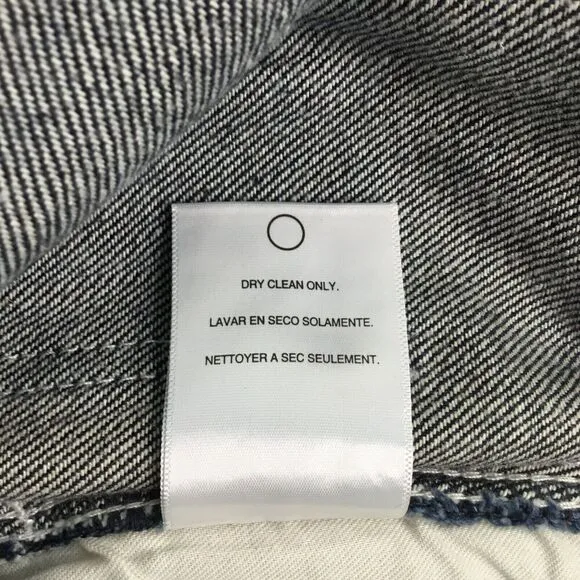 DRY CLEAN ONLY.
LAVAR EN SECO SOLAMENTE.
NETTOYER A SEC SEULEMENT.